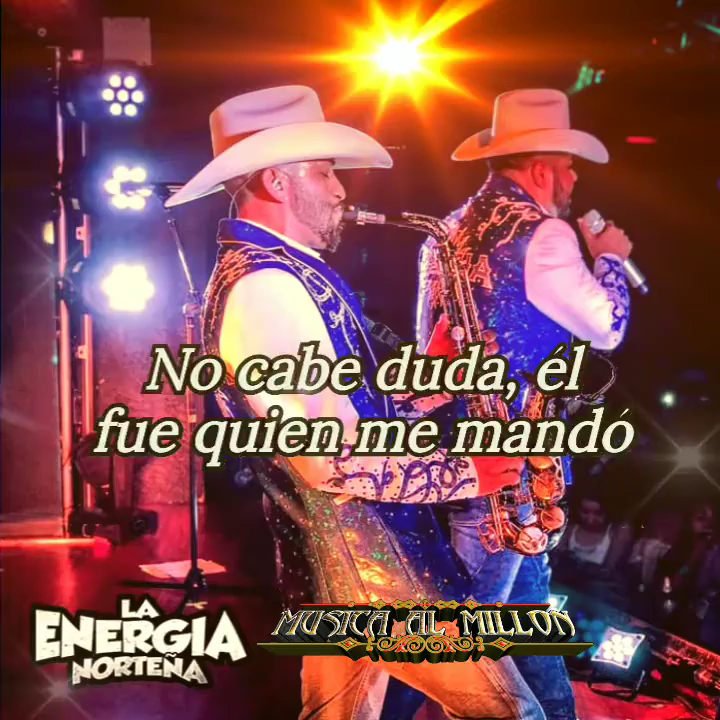 No cabe duda, él
fue quien me mandó
LA
ENERGIA
NORTEÑA
MUSICA AL MILLON